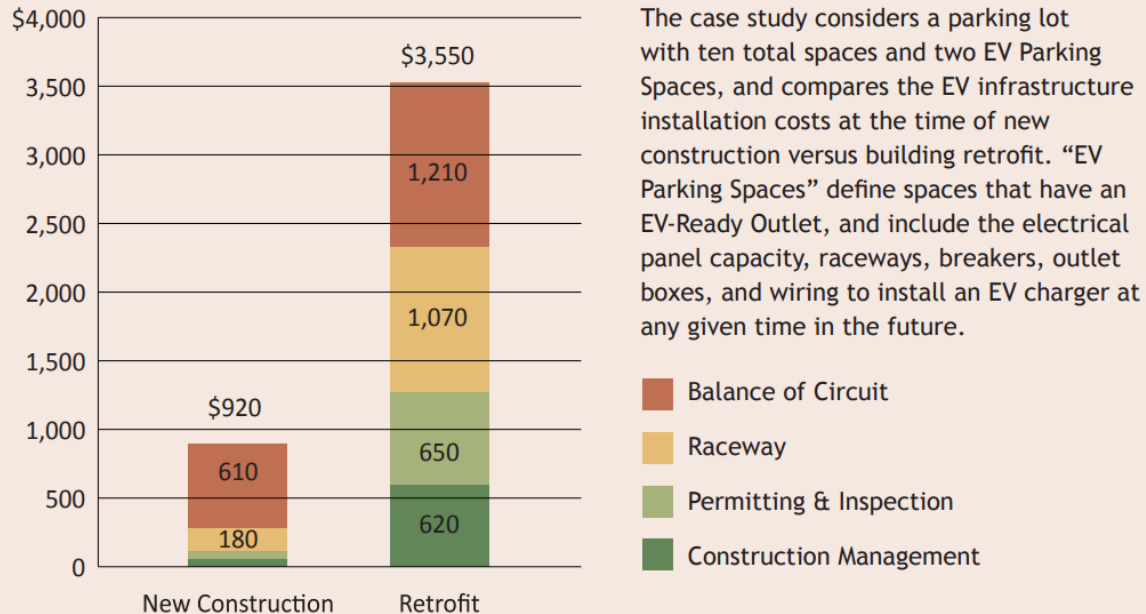 $4,000
3,500
3,000
2,500
2,000
1,500
1,000
500
0
$920
610
180
New Construction
$3,550
1,210
1,070
650
620
Retrofit
The case study considers a parking lot
with ten total spaces and two EV Parking
Spaces, and compares the EV infrastructure
installation costs at the time of new
construction versus building retrofit. “EV
Parking Spaces” define spaces that have an
EV-Ready Outlet, and include the electrical
panel capacity, raceways, breakers, outlet
boxes, and wiring to install an EV charger at
any given time in the future.
Balance of Circuit
Raceway
Permitting & Inspection
Construction Management